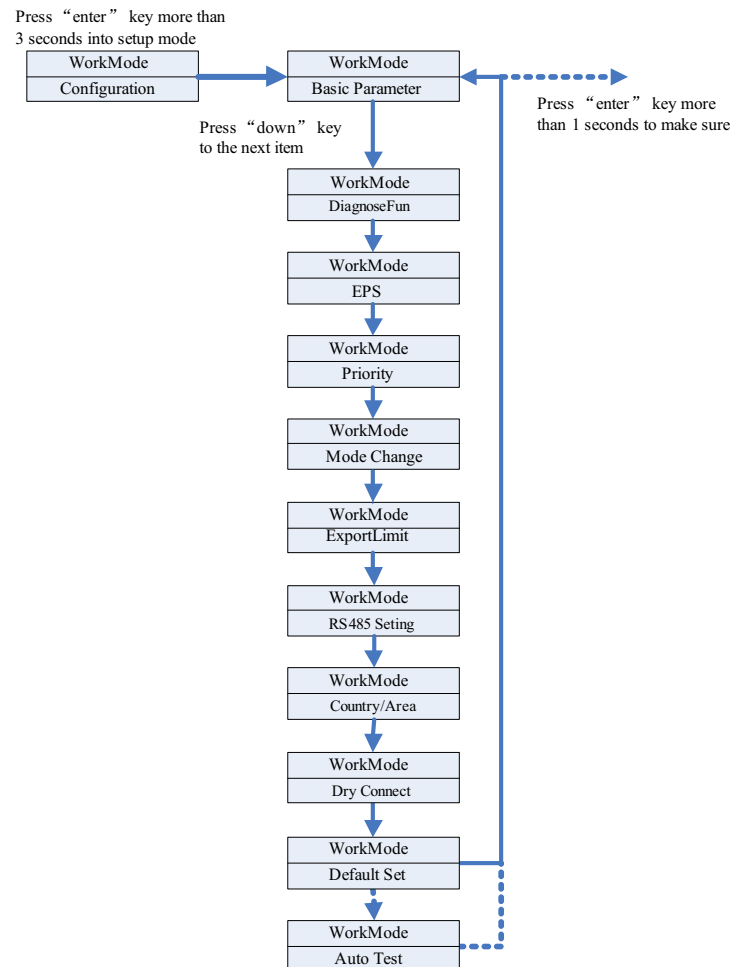 Press “enter” key more than
3 seconds into setup mode
WorkMode
Configuration
WorkMode
Basic Parameter
Press “enter” key more
than 1 seconds to make sure
Press “down” key
to the next item
WorkMode
DiagnoseFun
WorkMode
EPS
WorkMode
Priority
WorkMode
Mode Change
WorkMode
ExportLimit
WorkMode
RS485 Seting
WorkMode
Country/Area
WorkMode
Dry Connect
WorkMode
Default Set
WorkMode
Auto Test